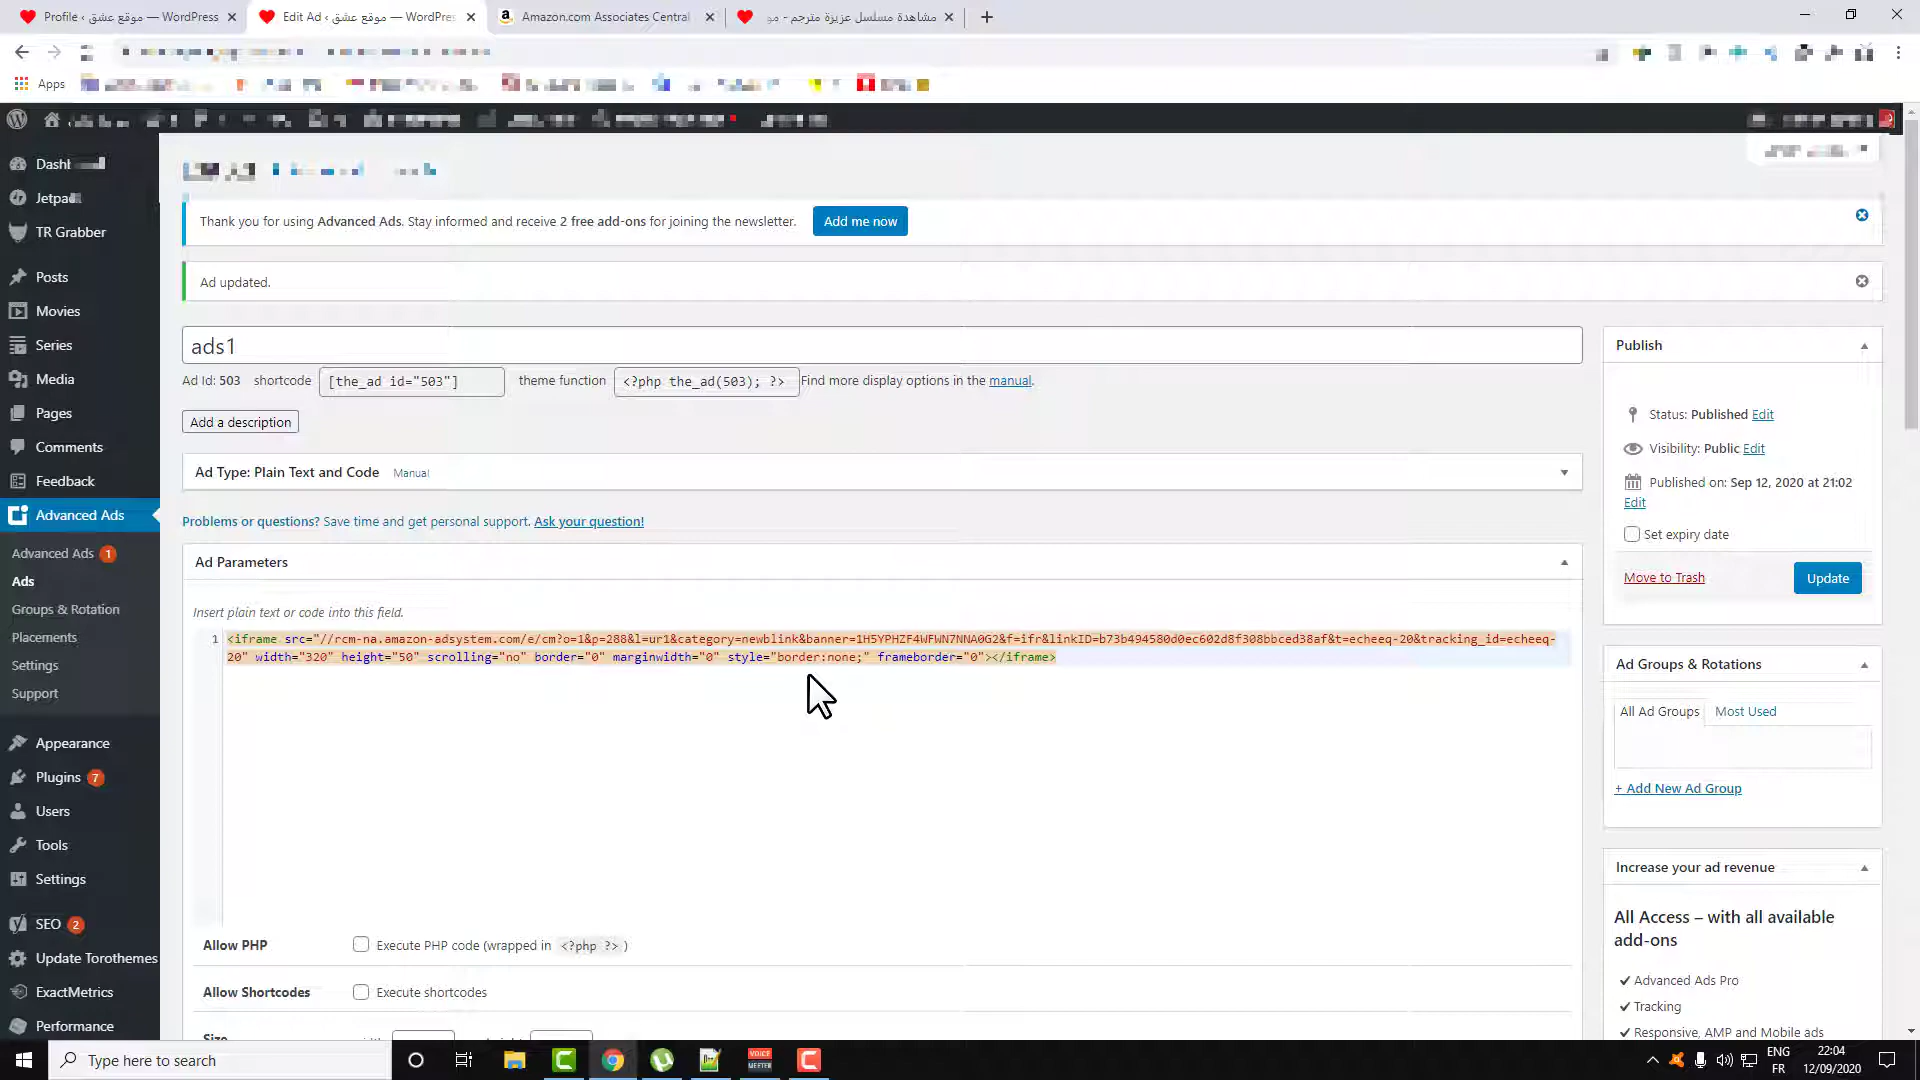 Profile ‹ موقع عشق — WordPress
Edit Ad ‹ موقع عشق — WordPres
Amazon.com Associates Central
مشاهدة مسلسل عزيزة مترجم - مو
Apps
Jetpa
TR Grabber
Posts
Movies
Series
Media
Pages
Comments
Feedback
Advanced Ads
Advanced Ads 1
Ads
Groups & Rotation
Placements
Settings
Support
Appearance
Plugins 7
Users
Tools
Settings
SEO 2
Update Torothemes
ExactMetrics
Performance
Thank you for using Advanced Ads. Stay informed and receive 2 free add-ons for joining the newsletter. Add me now
Ad updated.
ads1
Ad Id: 503 shortcode [the_ad id="503"] theme function <?php the_ad(503); ?> Find more display options in the manual.
Add a description
Ad Type: Plain Text and Code Manual
Problems or questions? Save time and get personal support. Ask your question!
Ad Parameters
Insert plain text or code into this field.
1 <iframe src="//rcm-na.amazon-adsystem.com/e/cm?o=1&p=288&l=ur1&category=newblink&banner=1H5YPHZF4WFWN7NNA0G2&f=ifr&linkID=b73b494580d0ec602d8f308bbced38af&t=echeeq-20&tracking_id=echeeq-
20" width="320" height="50" scrolling="no" border="0" marginwidth="0" style="border:none;" frameborder="0"></iframe>
Allow PHP Execute PHP code (wrapped in <?php ?> )
Allow Shortcodes Execute shortcodes
Size
Publish
Status: Published Edit
Visibility: Public Edit
Published on: Sep 12, 2020 at 21:02
Edit
Set expiry date
Move to Trash Update
Ad Groups & Rotations
All Ad Groups Most Used
+ Add New Ad Group
Increase your ad revenue
All Access – with all available
add-ons
✔ Advanced Ads Pro
✔ Tracking
✔ Responsive, AMP and Mobile ads
Type here to search
VOICE
MEETER
ENG
FR
22:04
12/09/2020